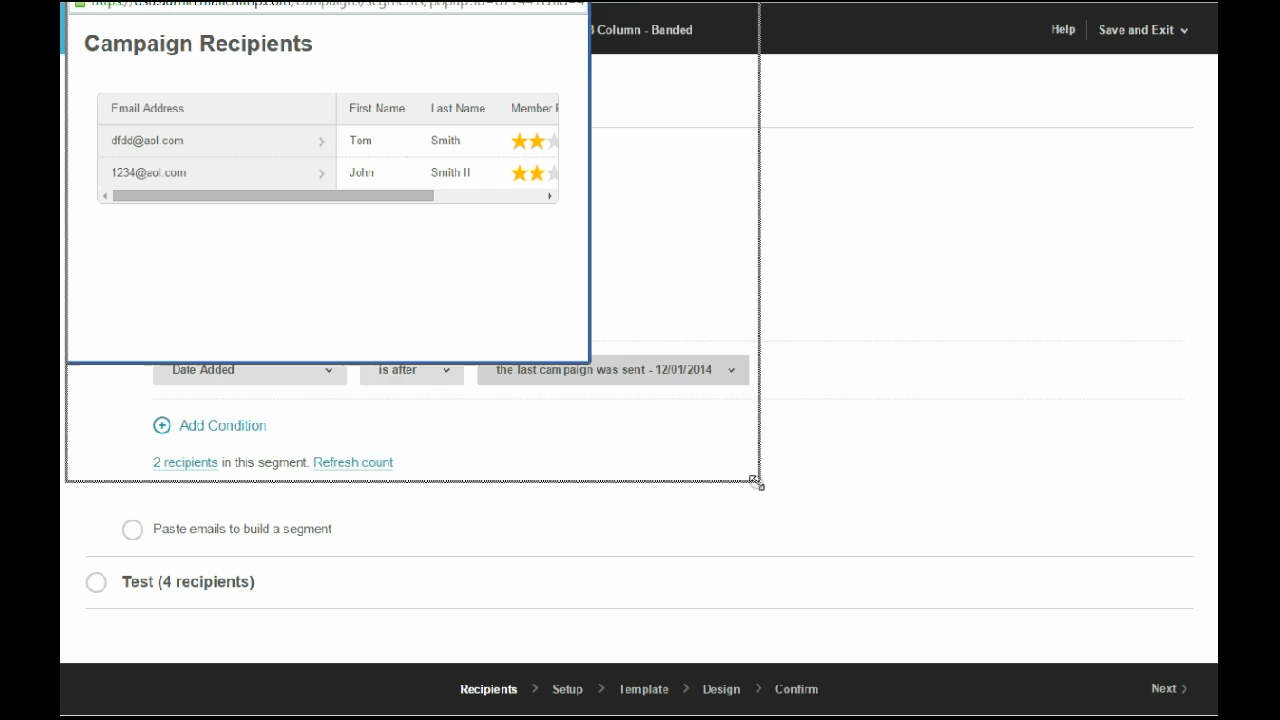 3 Column - Banded
Help
Save and Exit
Campaign Recipients
Email Address First Name Last Name Member
dfdd@aol.com Tom Smith
1234@aol.com John Smith II
Date Added is after the last campaign was sent - 12/01/2014
Add Condition
2 recipients in this segment. Refresh count
Paste emails to build a segment
Test (4 recipients)
Recipients Setup Template Design Confirm
Next